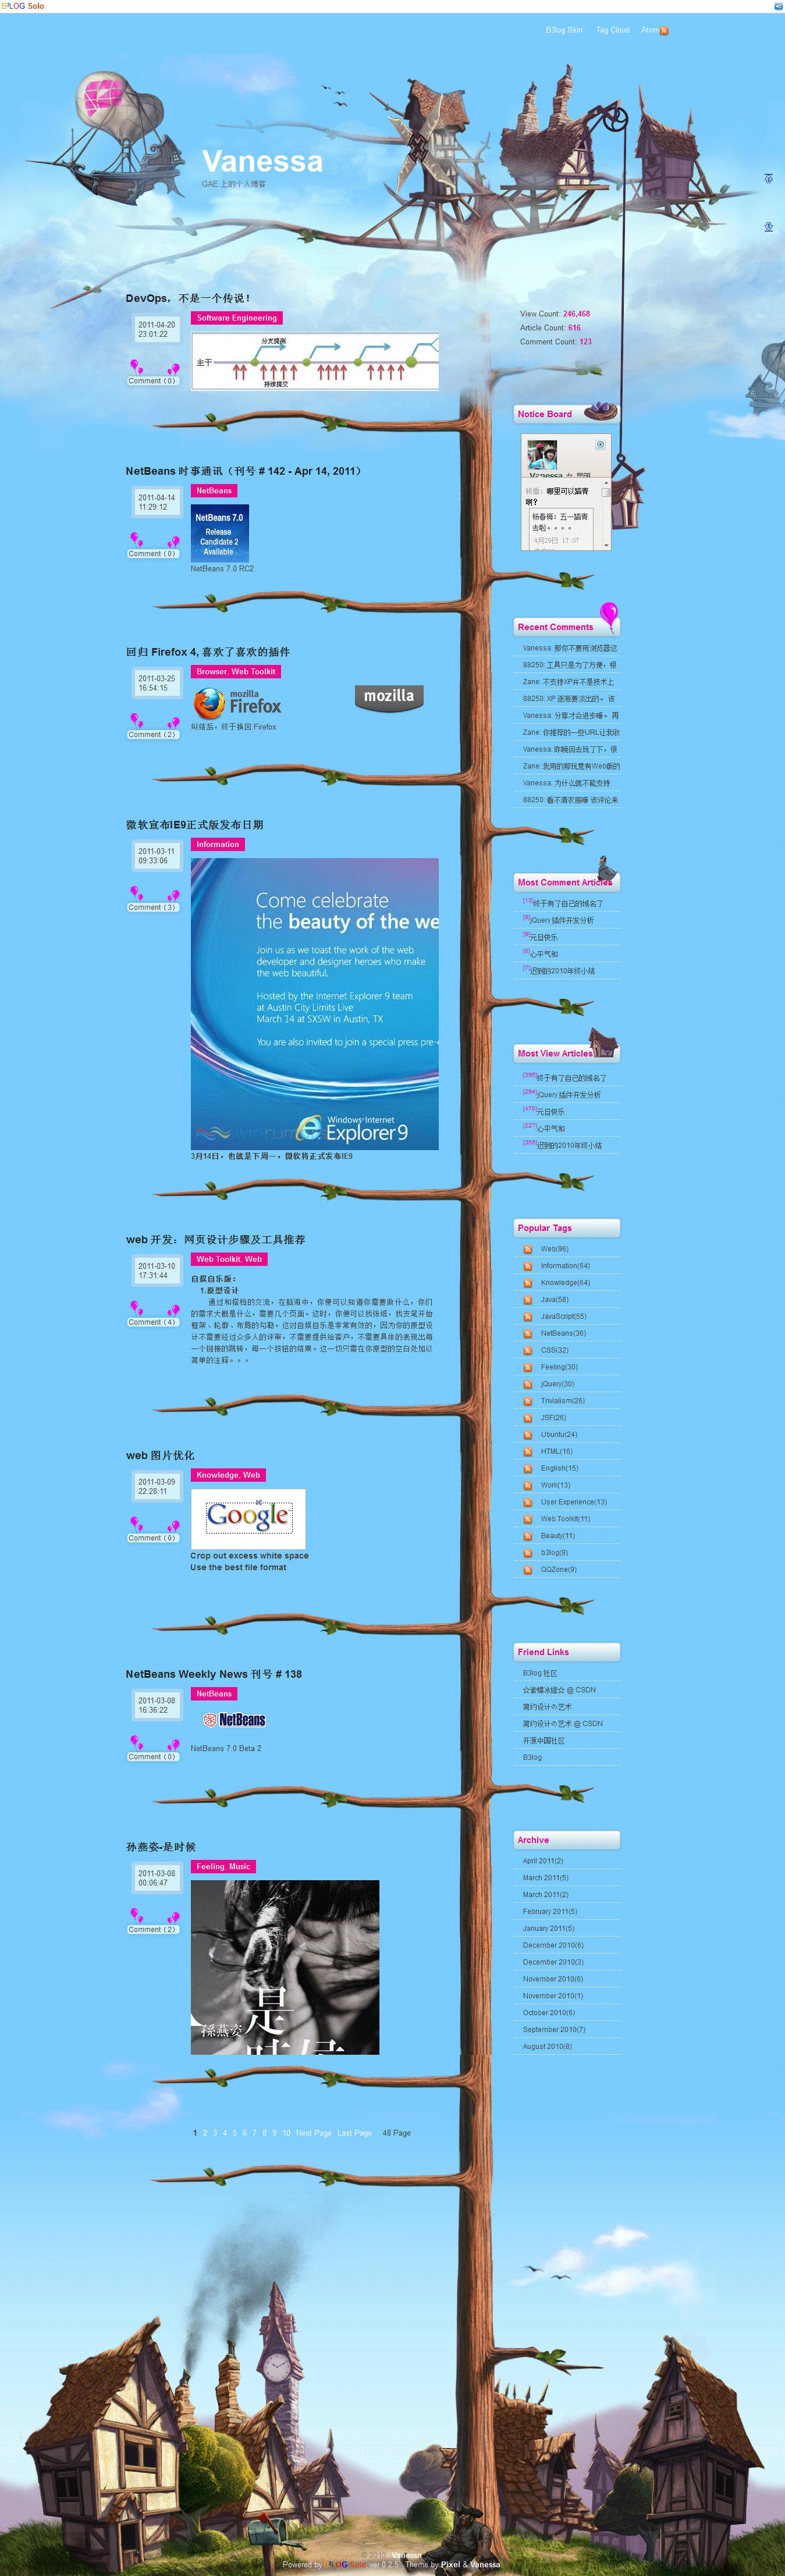 B3LOG Solo
B3log Skin Tag Cloud Atom
Vanessa
GAE 上的个人博客
DevOps，不是一个传说！
2011-04-20
23:01:22
Software Engineering
分支提测
主干
持续提交
Comment (0)
View Count: 246,468
Article Count: 616
Comment Count: 123
Notice Board
转播：哪里可以踏青
啊？
杨春梅：五一踏青
去啦。。。。
4月29日 17:07
NetBeans 时事通讯（刊号 # 142 - Apr 14, 2011）
2011-04-14
11:29:12
NetBeans
NetBeans 7.0
Release
Candidate 2
Available
Comment (0)
NetBeans 7.0 RC2
Recent Comments
Vanessa: 那你不要用浏览器这
88250: 工具只是为了方便，根
Zane: 不支持XP并不是技术上
88250: XP 逐渐要淡出的。 该
Vanessa: 分享才会进步嘛。 再
Zane: 你推荐的一些URL让我收
Vanessa: 昨晚回去玩了下，很
Zane: 我用的那玩意有Web版的
Vanessa: 为什么就不能支持
88250: 看不清衣服睡 该评论来
回归 Firefox 4, 喜欢了喜欢的插件
2011-03-25
16:54:15
Browser, Web Toolkit
mozilla
Firefox
mozilla
Comment (2)
纠结后，终于换回 Firefox
微软宣布IE9正式版发布日期
2011-03-11
09:33:06
Information
Comment (3)
Come celebrate
the beauty of the we
Join us as we toast the work of the web
developer and designer heroes who make
the web beautiful.
Hosted by the Internet Explorer 9 team
at Austin City Limits Live
March 14 at SXSW in Austin, TX
You are also invited to join a special press pre-
Windows Internet
Explorer 9
winrumors
3月14日，也就是下周一，微软将正式发布IE9
Most Comment Articles
[13]终于有了自己的域名了
[9]jQuery 插件开发分析
[9]元旦快乐
[8]心平气和
[7]迟到的2010年终小结
Most View Articles
[398]终于有了自己的域名了
[294]jQuery 插件开发分析
[470]元旦快乐
[227]心平气和
[355]迟到的2010年终小结
web 开发：网页设计步骤及工具推荐
2011-03-10
17:31:44
Web Toolkit, Web
Comment (4)
自娱自乐版：
1.原型设计
通过和搭档的交流，在脑海中，你便可以知道你需要做什么，你们
的需求大概是什么，需要几个页面。这时，你便可以找张纸，执支笔开始
框架、轮廓、布局的勾勒。这对自娱自乐是非常有效的，因为你的原型设
计不需要经过众多人的评审，不需要提供给客户，不需要具体的表现出每
一个链接的跳转，每一个按钮的结果。这一切只需在你原型的空白处加以
简单的注释。。。
Popular Tags
Web(96)
Information(64)
Knowledge(64)
Java(58)
JavaScript(55)
NetBeans(36)
CSS(32)
Feeling(30)
jQuery(30)
Trivialism(26)
JSF(26)
Ubuntu(24)
HTML(16)
English(15)
Work(13)
User Experience(13)
Web Toolkit(11)
Beauty(11)
b3log(9)
QQZone(9)
web 图片优化
2011-03-09
22:28:11
Knowledge, Web
Google
Comment (0)
Crop out excess white space
Use the best file format
Friend Links
B3log 社区
☆紫蝶冰缘☆ @ CSDN
简约设计の艺术
简约设计の艺术 @ CSDN
开源中国社区
B3log
NetBeans Weekly News 刊号 # 138
2011-03-08
16:36:22
NetBeans
NetBeans
Comment (0)
NetBeans 7.0 Beta 2
孙燕姿-是时候
2011-03-08
00:06:47
Feeling, Music
Comment (2)
是
孙燕姿
时候
Archive
April 2011(2)
March 2011(5)
March 2011(2)
February 2011(5)
January 2011(5)
December 2010(6)
December 2010(3)
November 2010(6)
November 2010(1)
October 2010(6)
September 2010(7)
August 2010(8)
1 2 3 4 5 6 7 8 9 10 Next Page Last Page 48 Page
© 2010 - Vanessa
Powered by B3LOG Solo, ver 0.2.5 Theme by Pixel & Vanessa